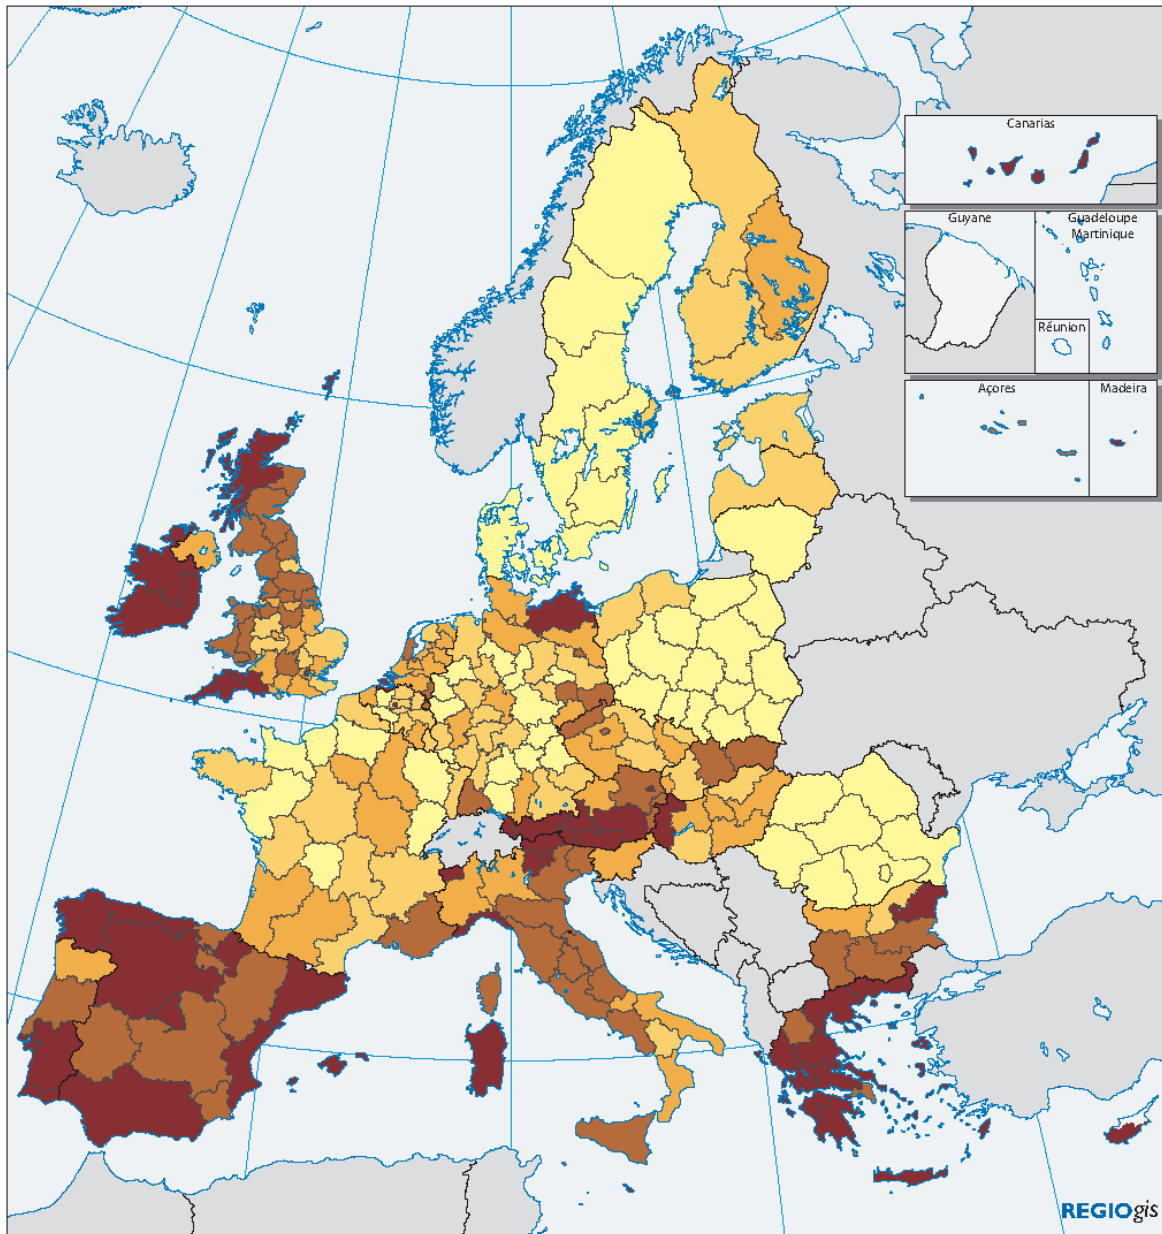 Canarias
Guyane
Guadeloupe
Martinique
Réunion
Açores
Madeira
REGIOgis